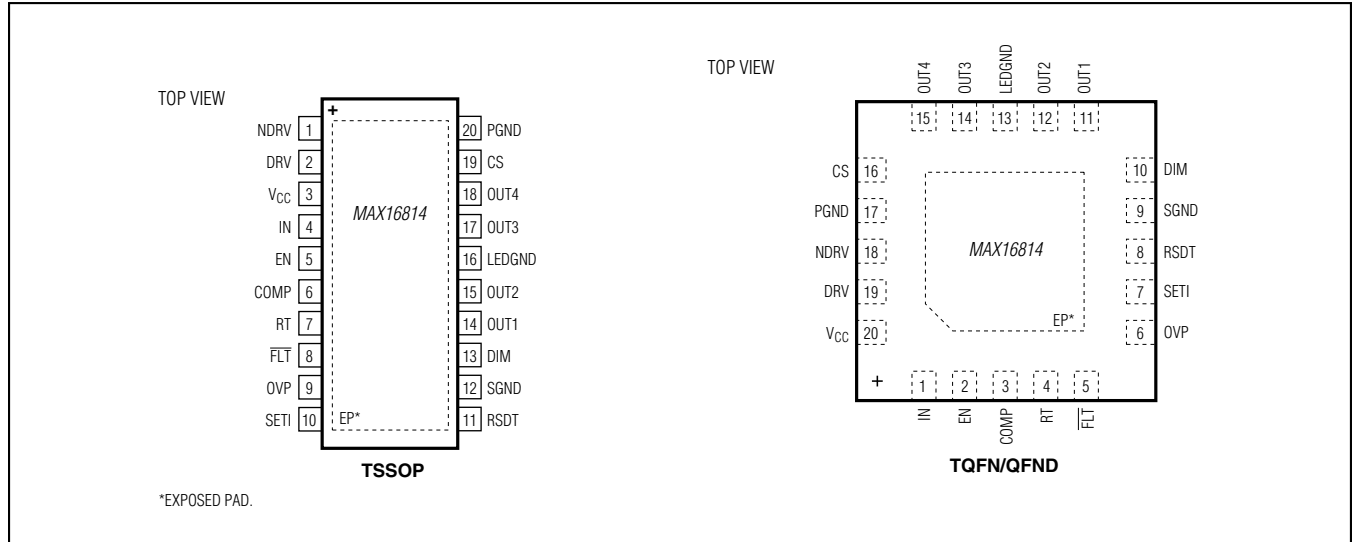 TOP VIEW
+
NDRV 1
DRV 2
VCC 3
IN 4
EN 5
COMP 6
RT 7
FLT 8
OVP 9
SETI 10
MAX16814
EP*
20 PGND
19 CS
18 OUT4
17 OUT3
16 LEDGND
15 OUT2
14 OUT1
13 DIM
12 SGND
11 RSDT
TSSOP
*EXPOSED PAD.
TOP VIEW
OUT4
OUT3
LEDGND
OUT2
OUT1
15 14 13 12 11
CS 16
PGND 17
NDRV 18
DRV 19
VCC 20
MAX16814
EP*
10 DIM
9 SGND
8 RSDT
7 SETI
6 OVP
+
1 2 3 4 5
IN
EN
COMP
RT
FLT
TQFN/QFND